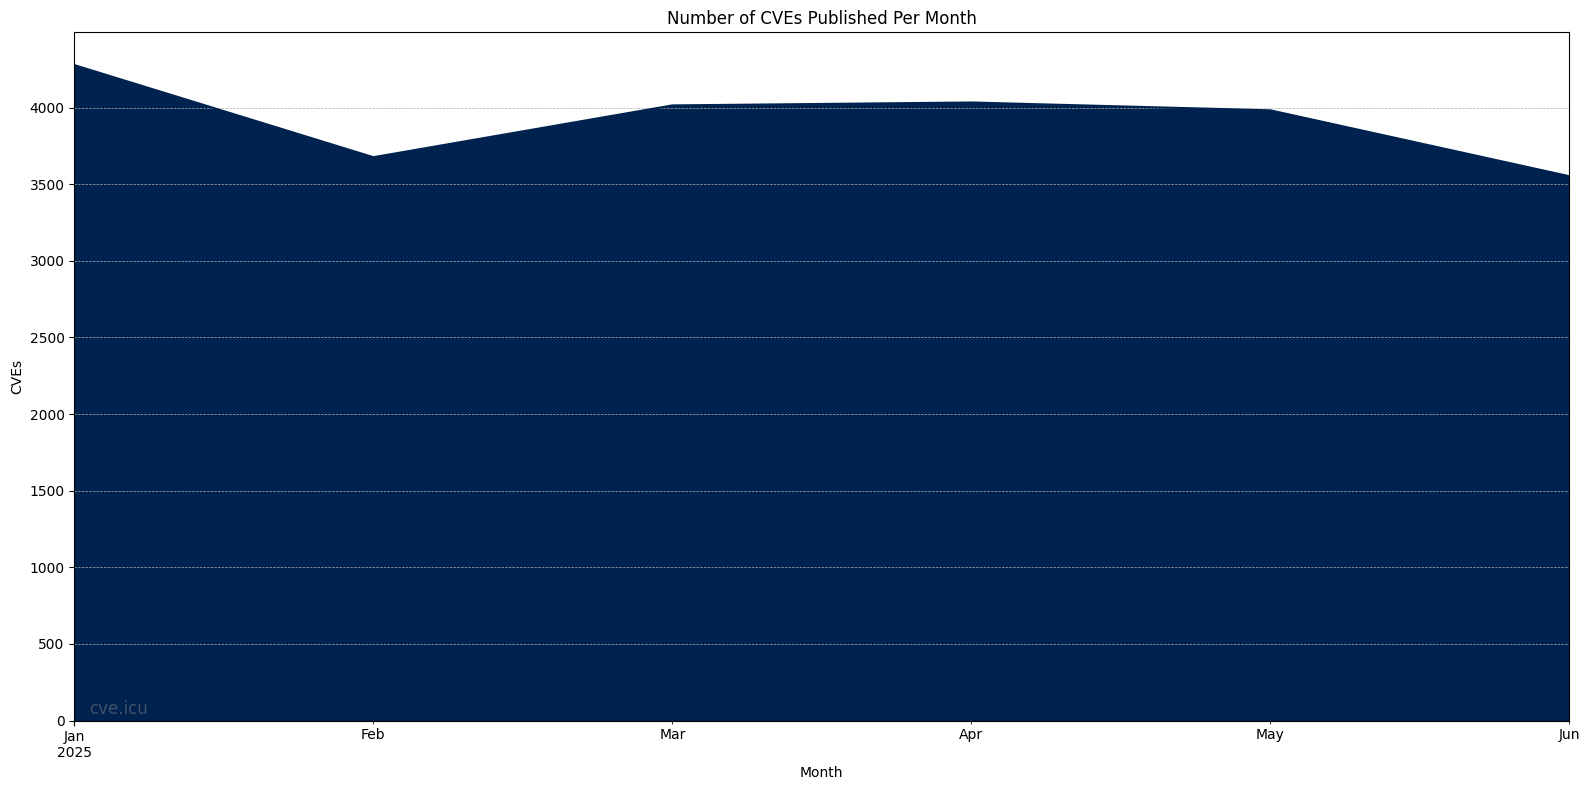 Number of CVEs Published Per Month
CVEs
4000
3500
3000
2500
2000
1500
1000
500
0
cve.icu
Jan Feb Mar Apr May Jun
2025
Month